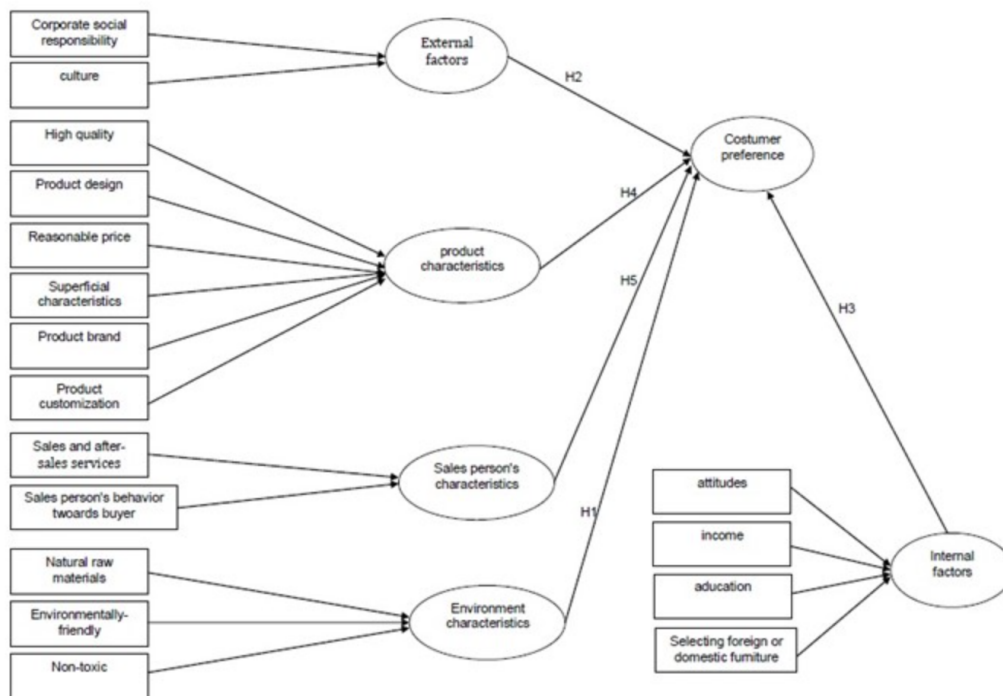 Corporate social
responsibility
culture
External
factors
H2
High quality
Product design
Reasonable price
Superficial
characteristics
Product brand
Product
customization
product
characteristics
H4
Costumer
preference
H5
H3
Sales and after-
sales services
Sales person's behavior
twoards buyer
Sales person's
characteristics
H1
Natural raw
materials
Environmentally-
friendly
Non-toxic
Environment
characteristics
attitudes
income
aducation
Selecting foreign or
domestic furniture
Internal
factors